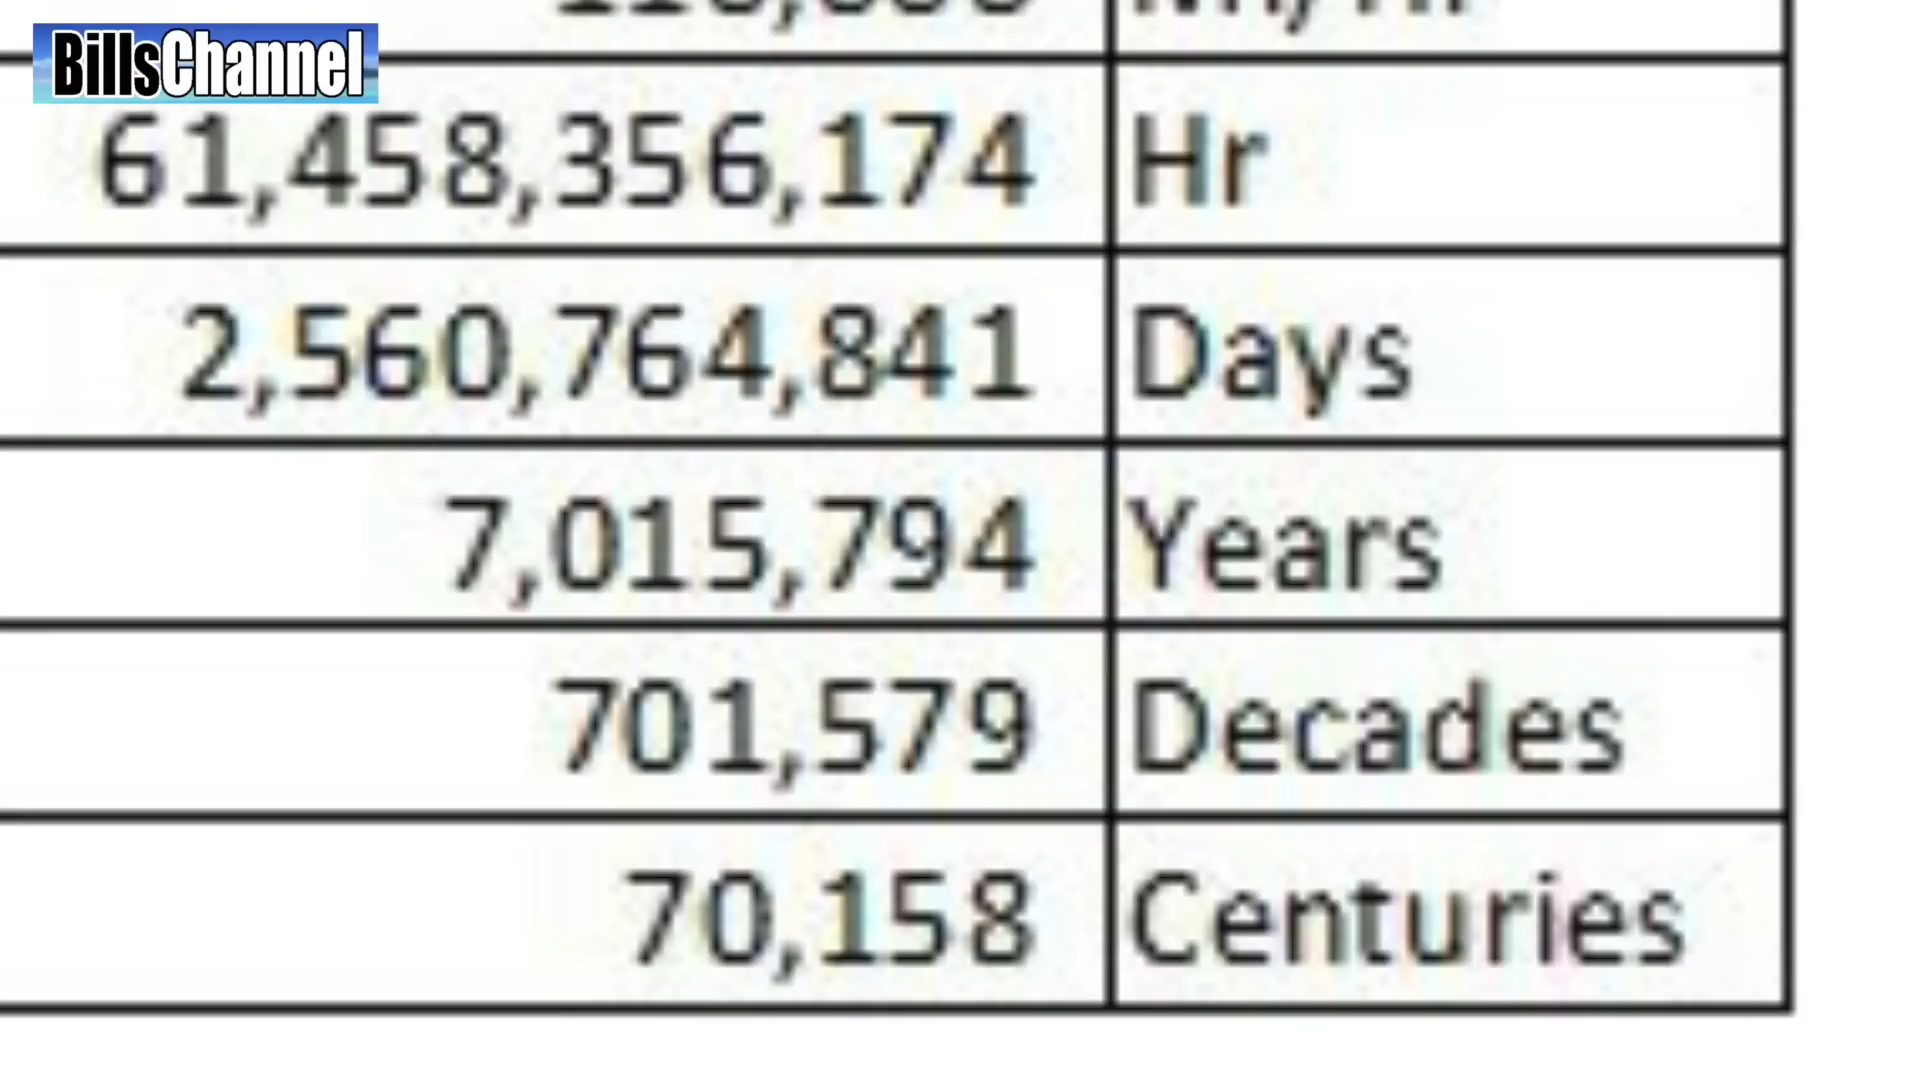 BillsChannel
61,458,356,174 Hr
2,560,764,841 Days
7,015,794 Years
701,579 Decades
70,158 Centuries